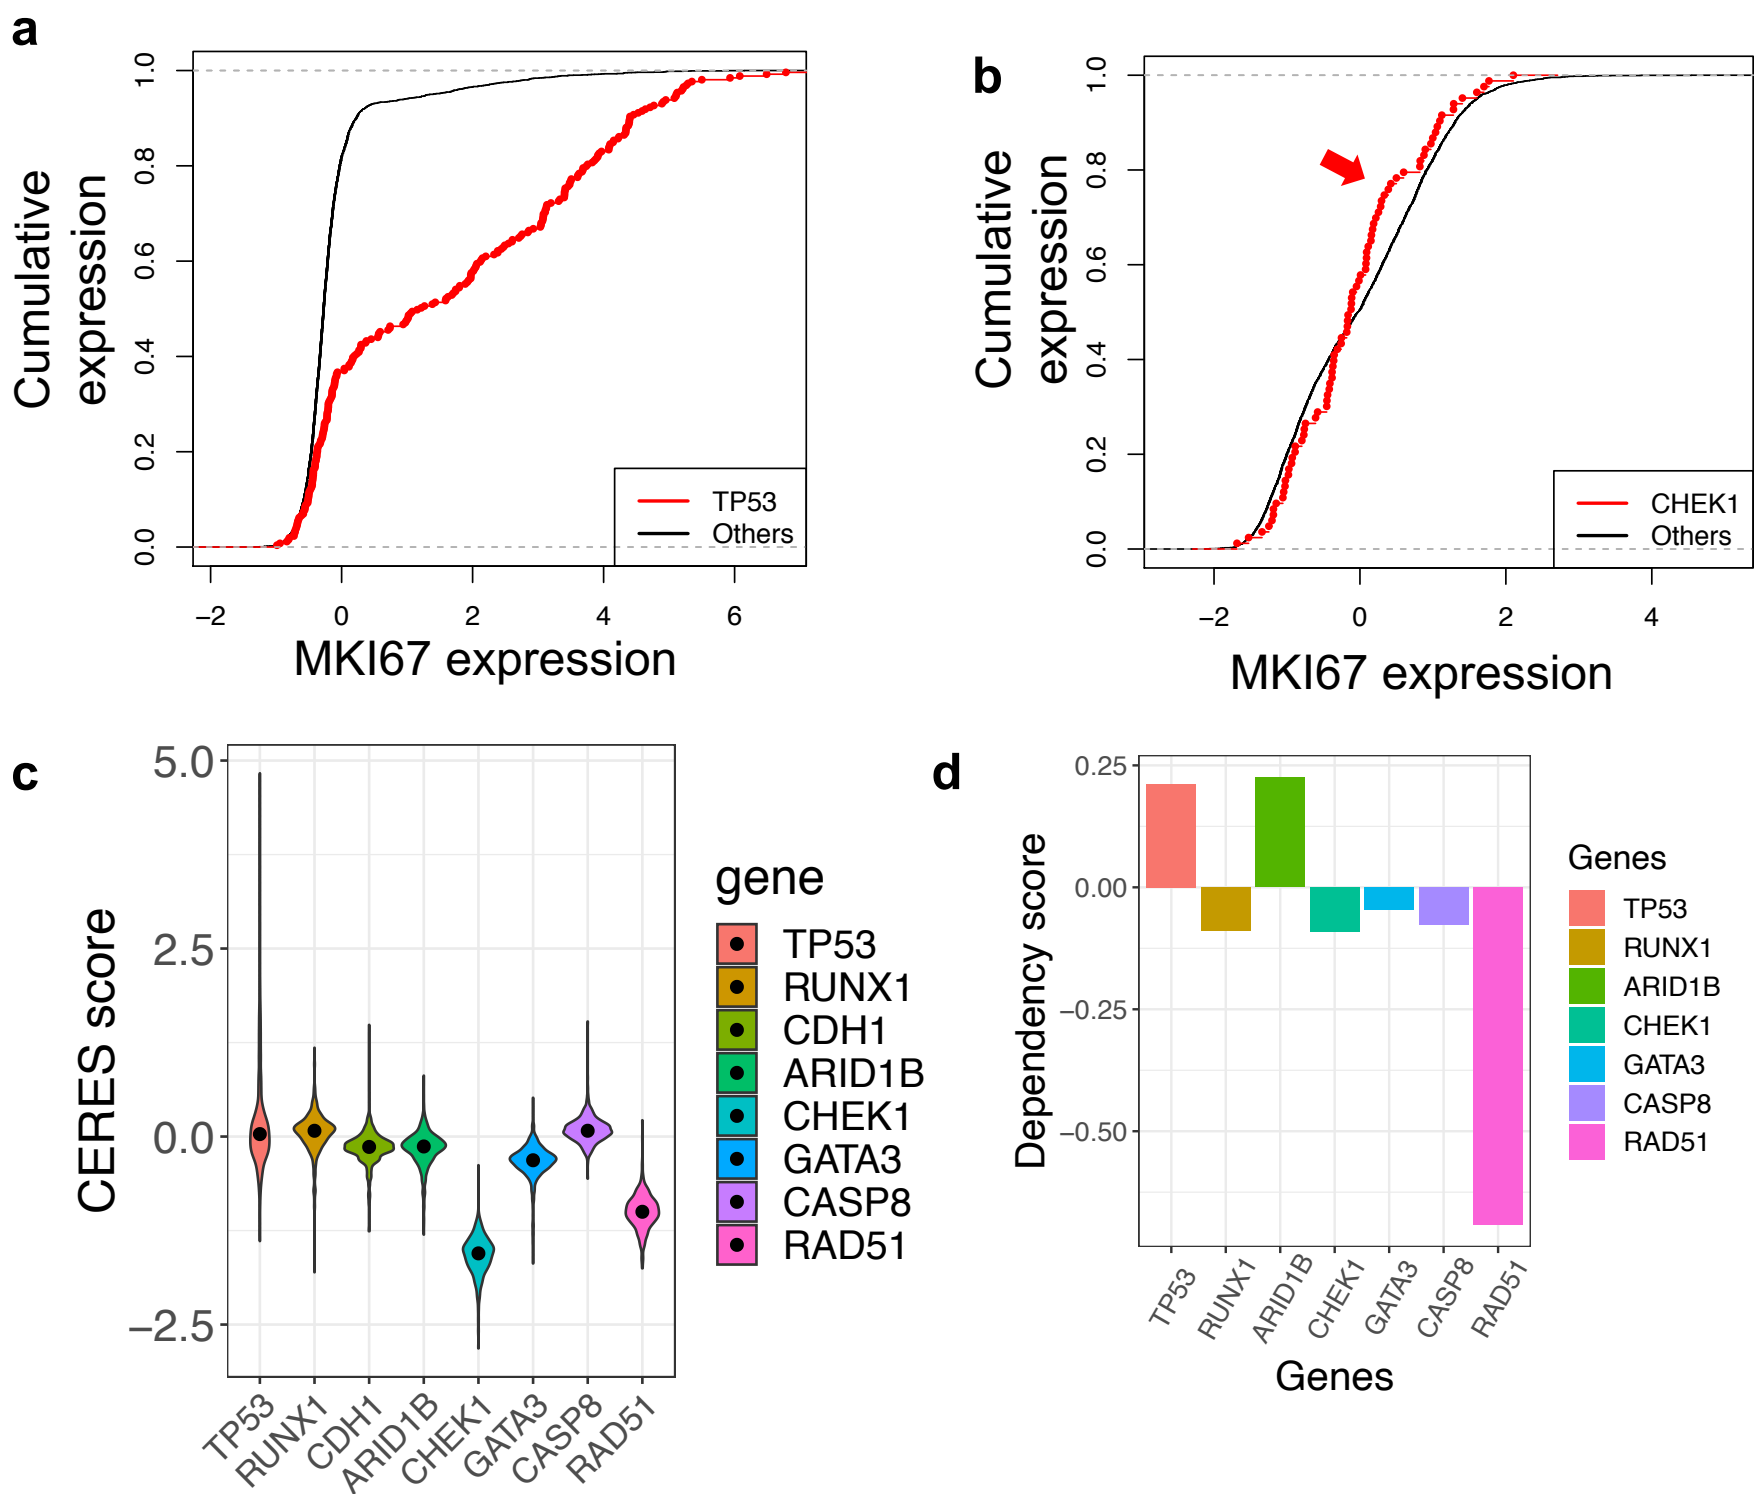 a
1.0
0.8
0.6
0.4
0.2
0.0
Cumulative
expression
TP53
Others
−2 0 2 4 6
MKI67 expression
b
1.0
0.8
0.6
0.4
0.2
0.0
Cumulative
expression
CHEK1
Others
−2 0 2 4
MKI67 expression
c
5.0
2.5
0.0
−2.5
CERES score
TP53
RUNX1
CDH1
ARID1B
CHEK1
GATA3
CASP8
RAD51
gene
TP53
RUNX1
CDH1
ARID1B
CHEK1
GATA3
CASP8
RAD51
d
0.25
0.00
−0.25
−0.50
Dependency score
TP53
RUNX1
ARID1B
CHEK1
GATA3
CASP8
RAD51
Genes
Genes
TP53
RUNX1
ARID1B
CHEK1
GATA3
CASP8
RAD51